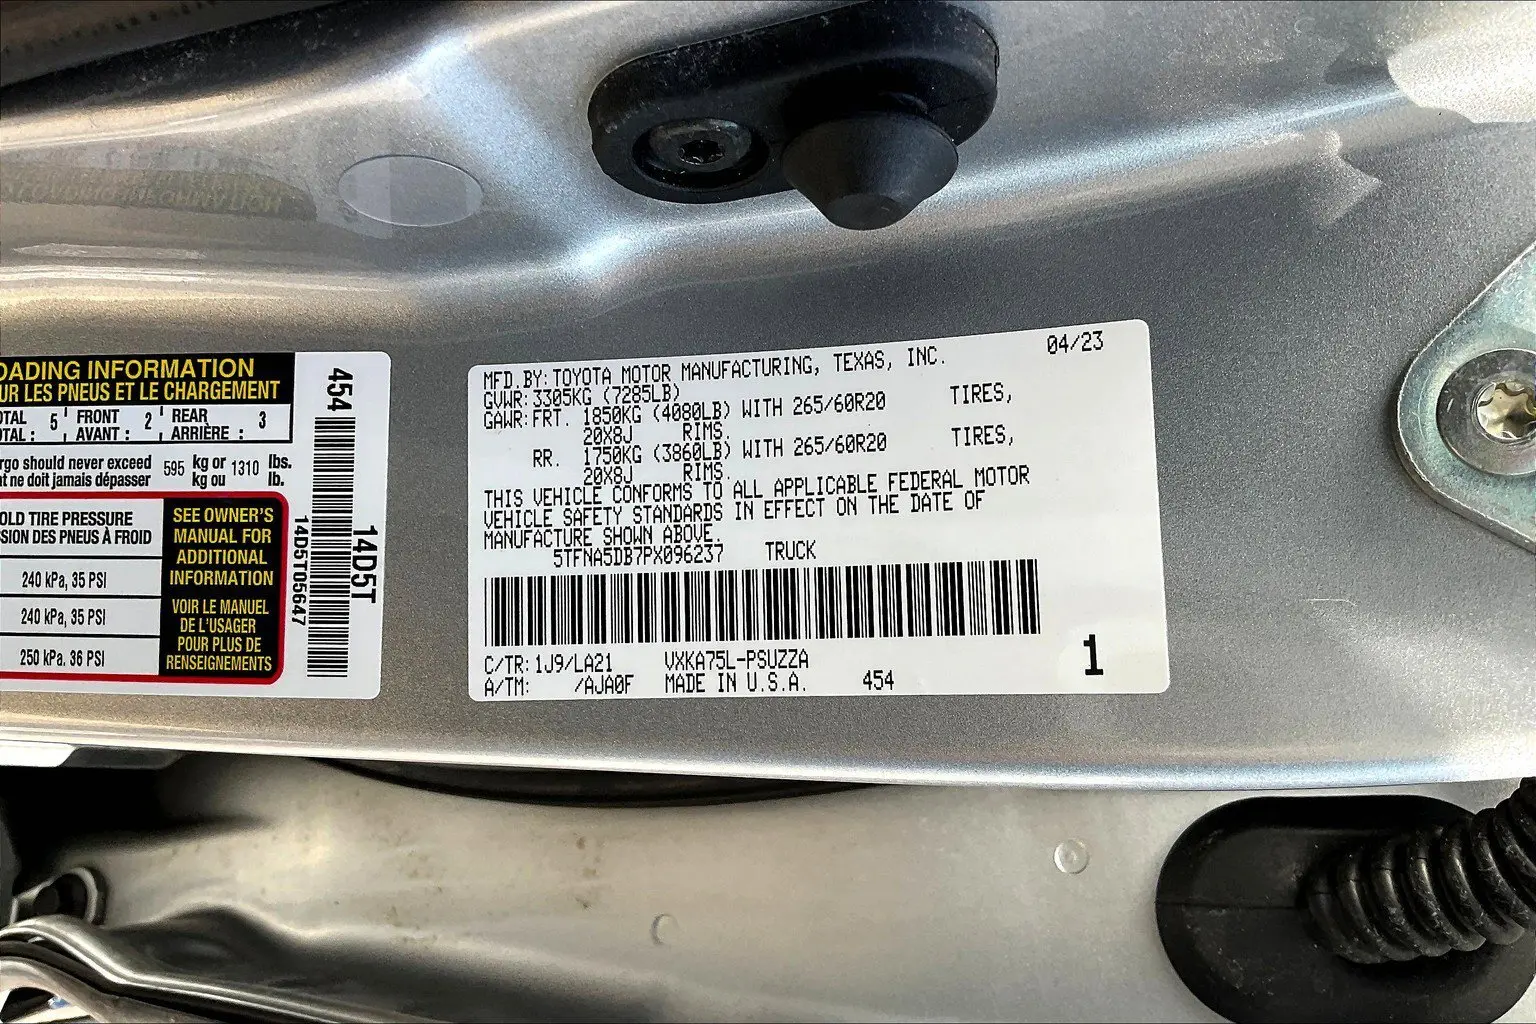 OADING INFORMATION
UR LES PNEUS ET LE CHARGEMENT
OTAL 5 FRONT 2 REAR 3
OTAL : AVANT : ARRIÈRE :
rgo should never exceed 595 kg or 1310 lbs.
t ne doit jamais dépasser kg ou lb.
OLD TIRE PRESSURE
SION DES PNEUS À FROID
240 kPa, 35 PSI
240 kPa, 35 PSI
250 kPa. 36 PSI
SEE OWNER'S
MANUAL FOR
ADDITIONAL
INFORMATION
VOIR LE MANUEL
DE L'USAGER
POUR PLUS DE
RENSEIGNEMENTS
454
14D5T
14D5T05647
04/23
MFD.BY:TOYOTA MOTOR MANUFACTURING, TEXAS, INC.
GVWR:3305KG (7285LB)
GAWR:FRT. 1850KG (4080LB) WITH 265/60R20 TIRES,
20X8J RIMS,
RR. 1750KG (3860LB) WITH 265/60R20 TIRES,
20X8J RIMS.
THIS VEHICLE CONFORMS TO ALL APPLICABLE FEDERAL MOTOR
VEHICLE SAFETY STANDARDS IN EFFECT ON THE DATE OF
MANUFACTURE SHOWN ABOVE.
5TFNA5DB7PX096237 TRUCK
C/TR:1J9/LA21 VXKA75L-PSUZZA
A/TM: /AJA0F MADE IN U.S.A. 454
1